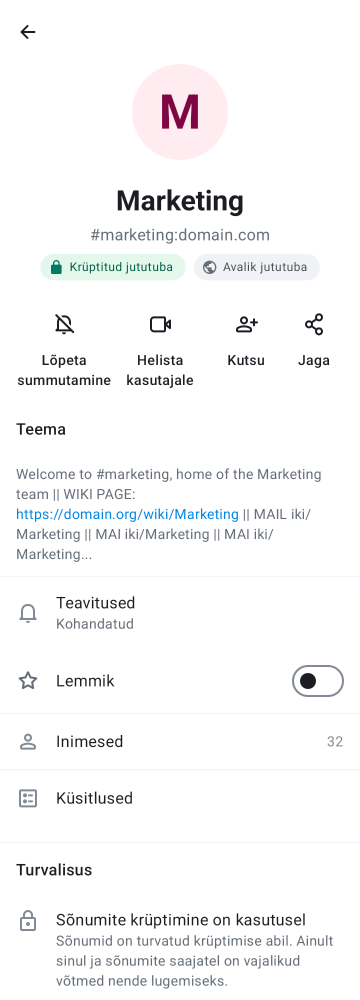 M
Marketing
#marketing:domain.com
Krüptitud jututuba
Avalik jututuba
Lõpeta
summutamine
Helista
kasutajale
Kutsu
Jaga
Teema
Welcome to #marketing, home of the Marketing
team || WIKI PAGE:
https://domain.org/wiki/Marketing || MAIL iki/
Marketing || MAI iki/Marketing || MAI iki/
Marketing...
Teavitused
Kohandatud
Lemmik
Inimesed 32
Küsitlused
Turvalisus
Sõnumite krüptimine on kasutusel
Sõnumid on turvatud krüptimise abil. Ainult
sinul ja sõnumite saajatel on vajalikud
võtmed nende lugemiseks.